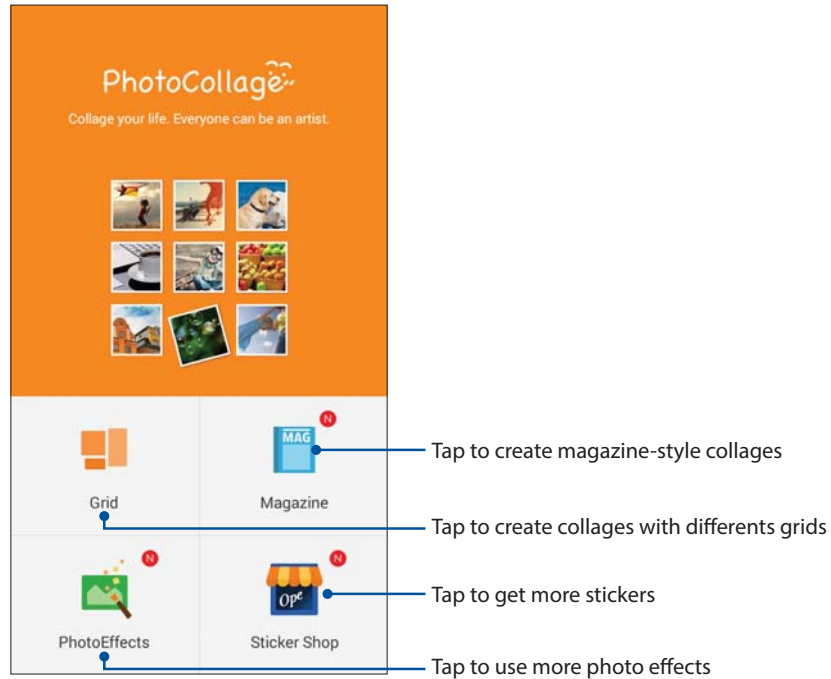 PhotoCollage
Collage your life. Everyone can be an artist.
N
MAG
Grid
Magazine
Tap to create magazine-style collages
Tap to create collages with differents grids
N
N
Ope
PhotoEffects
Sticker Shop
Tap to get more stickers
Tap to use more photo effects